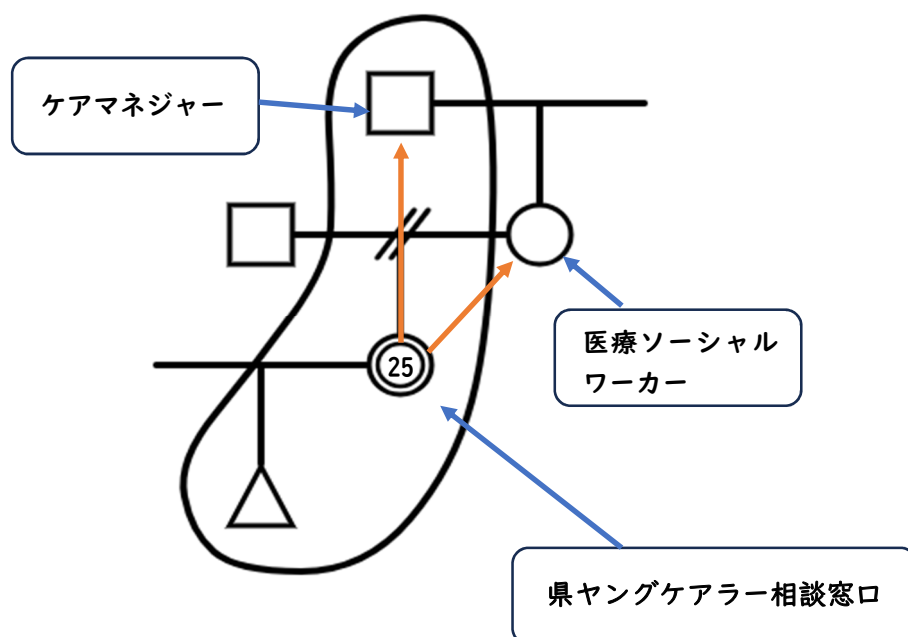 ケアマネジャー
25
医療ソーシャル
ワーカー
県ヤングケアラー相談窓口